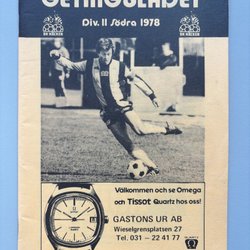 GETINGBLADET
Div. II Södra 1978
Välkommen och se Omega
och Tissot Quartz hos oss!
GASTONS UR AB
Wieselgrensplatsen 27
Tel. 031 – 22 41 77